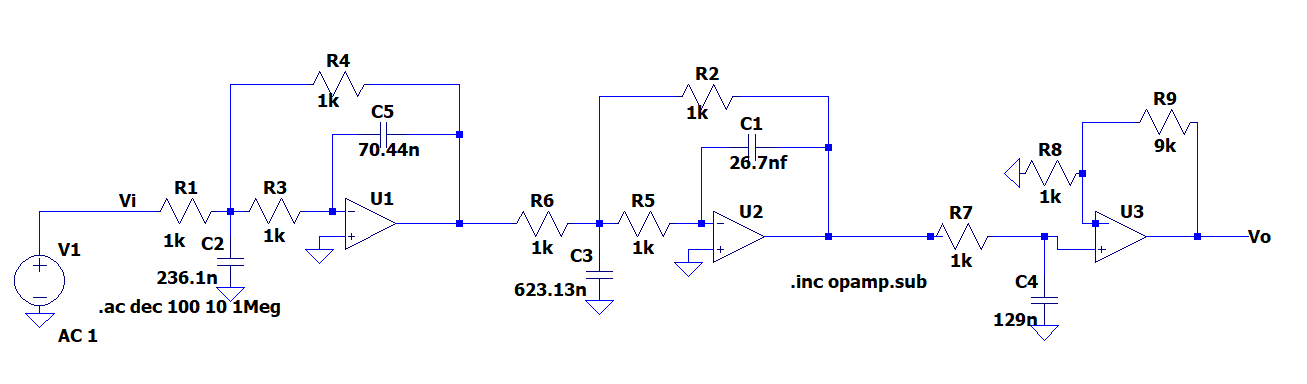 R4
1k
C5
70.44n
R2
1k
C1
26.7nf
R9
9k
R8
1k
Vi
R1
1k
R3
1k
U1
R6
1k
R5
1k
U2
R7
1k
U3
Vo
V1
AC 1
C2
236.1n
.ac dec 100 10 1Meg
C3
623.13n
.inc opamp.sub
C4
129n